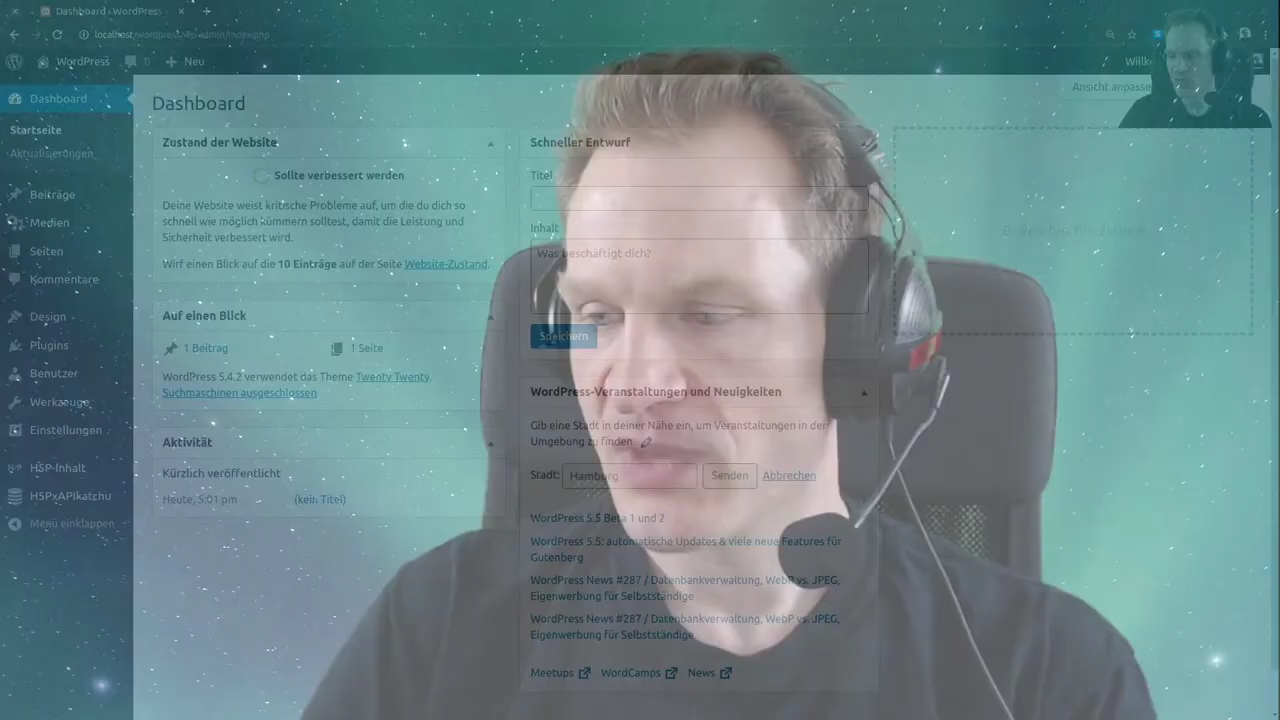 Dashboard ‹ WordPress
localhost/wordpress/wp-admin/index.php
WordPress
0
Neu
Willk
Dashboard
Startseite
Aktualisierungen
Beiträge
Medien
Seiten
Kommentare
Design
Plugins
Benutzer
Werkzeuge
Einstellungen
H5P-Inhalt
H5PxAPIkatchu
Menü einklappen
Ansicht anpasse
Dashboard
Zustand der Website
Sollte verbessert werden
Deine Website weist kritische Probleme auf, um die du dich so
schnell wie möglich kümmern solltest, damit die Leistung und
Sicherheit verbessert wird.
Wirf einen Blick auf die 10 Einträge auf der Seite Website-Zustand.
Auf einen Blick
1 Beitrag
1 Seite
WordPress 5.4.2 verwendet das Theme Twenty Twenty.
Suchmaschinen ausgeschlossen
Aktivität
Kürzlich veröffentlicht
Heute, 5:01 pm
(kein Titel)
Schneller Entwurf
Titel
Inhalt
Was beschäftigt dich?
Speichern
WordPress-Veranstaltungen und Neuigkeiten
Gib eine Stadt in deiner Nähe ein, um Veranstaltungen in der
Umgebung zu finden.
Stadt: Hamburg Senden Abbrechen
WordPress 5.5 Beta 1 und 2
WordPress 5.5: automatische Updates & viele neue Features für
Gutenberg
WordPress News #287 / Datenbankverwaltung, WebP vs. JPEG,
Eigenwerbung für Selbstständige
WordPress News #287 / Datenbankverwaltung, WebP vs. JPEG,
Eigenwerbung für Selbstständige
Meetups WordCamps News